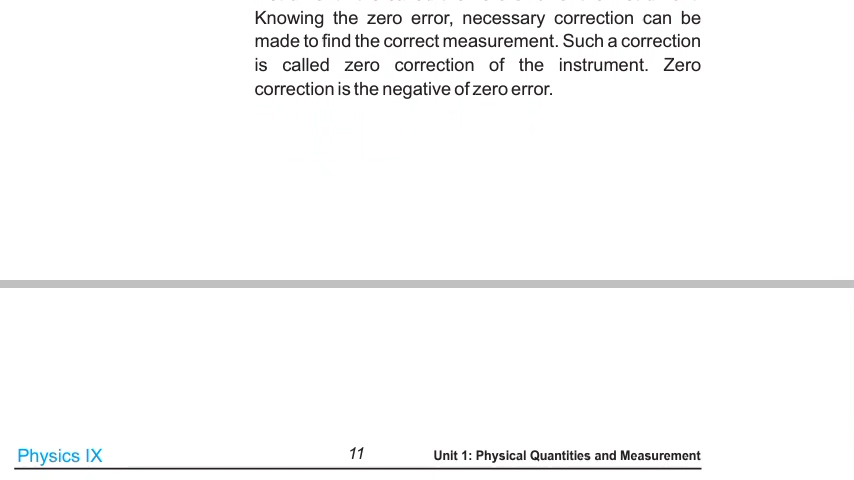 Knowing the zero error, necessary correction can be
made to find the correct measurement. Such a correction
is called zero correction of the instrument. Zero
correction is the negative of zero error.
Physics IX 11 Unit 1: Physical Quantities and Measurement